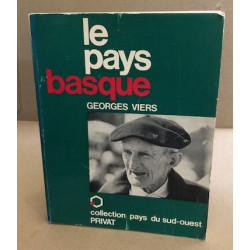 le
pays
basque
GEORGES VIERS
collection pays du sud-ouest
PRIVAT